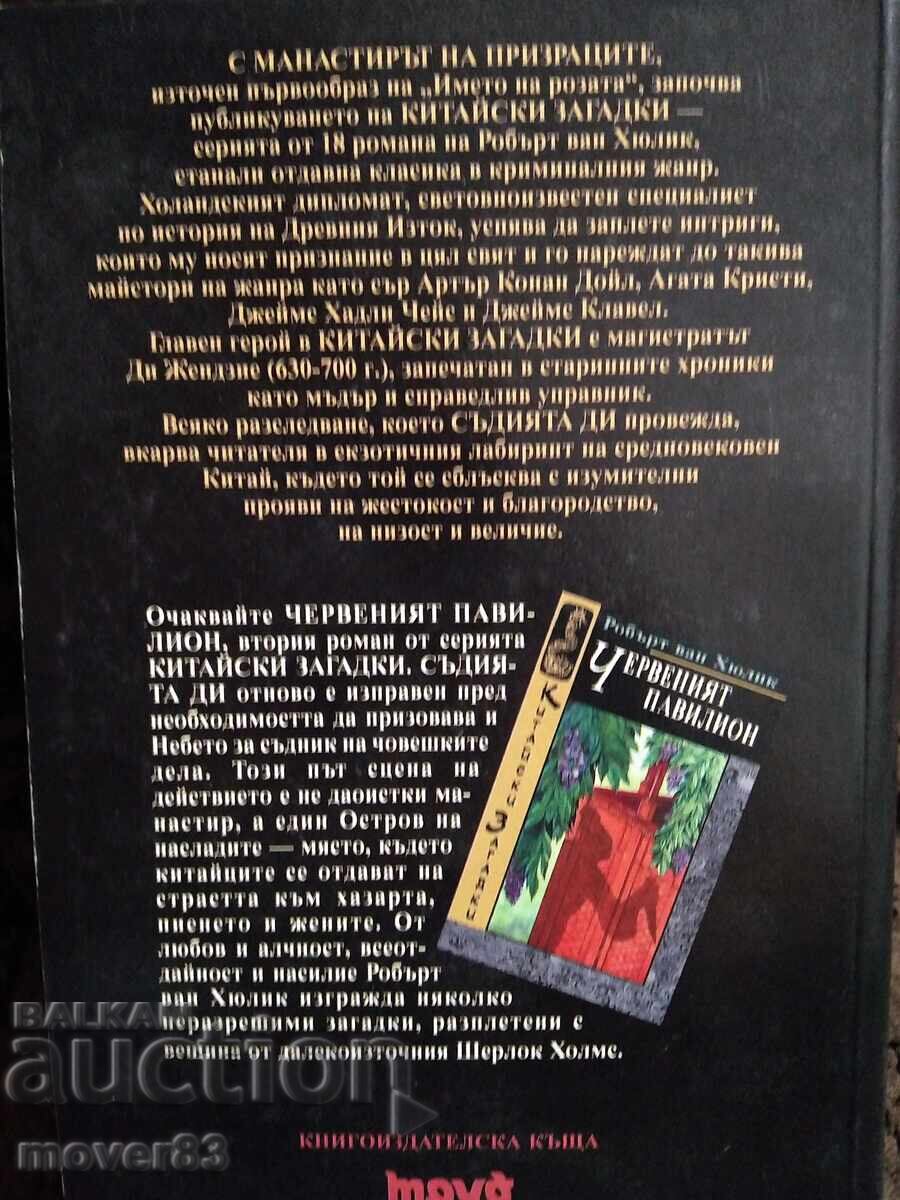 С МАНАСТИРЪТ НА ПРИЗРАЦИТЕ,
източен първообраз на „Името на розата", започва
публикуването на КИТАЙСКИ ЗАГАДКИ —
серията от 18 романа на Робърт ван Хюлик,
станали отдавна класика в криминалния жанр.
Холандският дипломат, световноизвестен специалист
по история на Древния Изток, успява да заплете интриги,
които му носят признание в цял свят и го нареждат до такива
майстори на жанра като сър Артър Конан Дойл, Агата Кристи,
Джеймс Хадли Чейс и Джеймс Клавел.
Главен герой в КИТАЙСКИ ЗАГАДКИ е магистратът
Ди Жендзие (630-700 г.), запечатан в старинните хроники
като мъдър и справедлив управник.
Всяко разследване, което СЪДИЯТА ДИ провежда,
вкарва читателя в екзотичния лабиринт на средновековен
Китай, където той се сблъсква с изумителни
прояви на жестокост и благородство,
на низост и величие.
Очаквайте ЧЕРВЕНИЯТ ПАВИ-
ЛИОН, втория роман от серията
КИТАЙСКИ ЗАГАДКИ. СЪДИЯ-
ТА ДИ отново е изправен пред
необходимостта да призовава и
Небето за съдник на човешките
дела. Този път сцена на
действието е не даоистки ма-
настир, а един Остров на
насладите — място, където
китайците се отдават на
страстта към хазарта,
пиенето и жените. От
любов и алчност, всеот-
дайност и насилие Робърт
ван Хюлик изгражда няколко
неразрешими загадки, разплетени с
вещина от далекоизточния Шерлок Холмс.
Робърт ван Хюлик
ЧЕРВЕНИЯТ
ПАВИЛИОН
Китайски Загадки
КНИГОИЗДАТЕЛСКА КЪЩА
BALKAN
auction
mover83